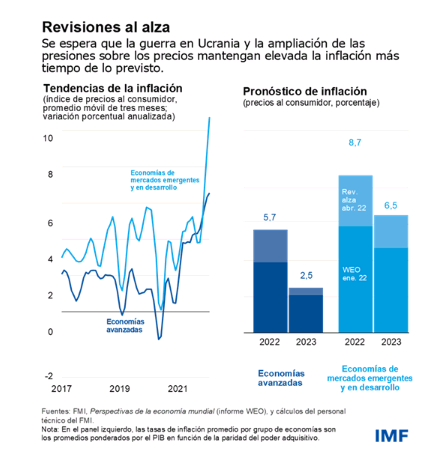 Revisiones al alza
Se espera que la guerra en Ucrania y la ampliación de las
presiones sobre los precios mantengan elevada la inflación más
tiempo de lo previsto.
Tendencias de la inflación
(índice de precios al consumidor,
promedio móvil de tres meses;
variación porcentual anualizada)
10
8
6
4
2
0
-2
2017
2019
2021
Economías de
mercados emergentes
y en desarrollo
Economías
avanzadas
Pronóstico de inflación
(precios al consumidor, porcentaje)
8,7
6,5
5,7
2,5
Rev.
alza
abr. 22
WEO
ene. 22
2022
2023
2022
2023
Economías
avanzadas
Economías de
mercados emergentes
y en desarrollo
Fuentes: FMI, Perspectivas de la economía mundial (informe WEO), y cálculos del personal
técnico del FMI.
Nota: En el panel izquierdo, las tasas de inflación promedio por grupo de economías son
los promedios ponderados por el PIB en función de la paridad del poder adquisitivo.
IMF